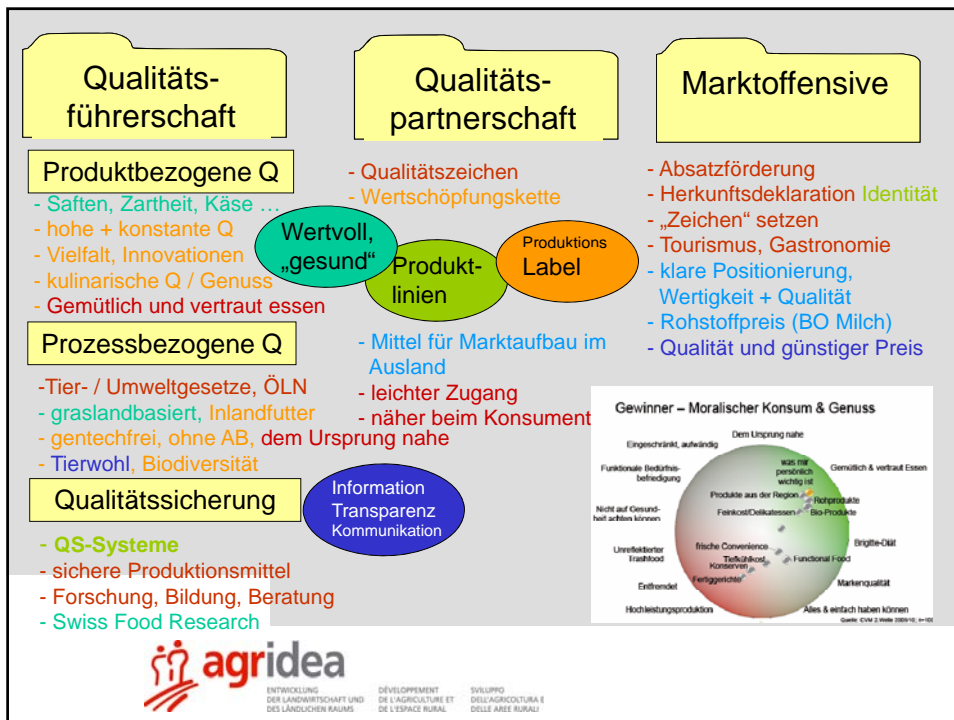 Qualitäts-
führerschaft
Produktbezogene Q
- Saften, Zartheit, Käse …
- hohe + konstante Q
- Vielfalt, Innovationen
- kulinarische Q / Genuss
- Gemütlich und vertraut essen
Prozessbezogene Q
-Tier- / Umweltgesetze, ÖLN
- graslandbasiert, Inlandfutter
- gentechfrei, ohne AB, dem Ursprung nahe
- Tierwohl, Biodiversität
Qualitätssicherung
- QS-Systeme
- sichere Produktionsmittel
- Forschung, Bildung, Beratung
- Swiss Food Research
Wertvoll,
„gesund"
Information
Transparenz
Kommunikation
Qualitäts-
partnerschaft
- Qualitätszeichen
- Wertschöpfungskette
Produkt-
linien
Produktions
Label
- Mittel für Marktaufbau im
Ausland
- leichter Zugang
- näher beim Konsument
Marktoffensive
- Absatzförderung
- Herkunftsdeklaration Identität
- „Zeichen" setzen
- Tourismus, Gastronomie
- klare Positionierung,
Wertigkeit + Qualität
- Rohstoffpreis (BO Milch)
- Qualität und günstiger Preis
Gewinner – Moralischer Konsum & Genuss
Dem Ursprung nahe
Eingeschränkt, aufwändig
was mir
persönlich
wichtig ist
Gemütlich & vertraut Essen
Funktionale Bedürfnis-
befriedigung
Produkte aus der Region
Rohprodukte
Feinkost/Delikatessen
Bio-Produkte
Nicht auf Gesund-
heit achten können
Brigitte-Diät
Unreflektierter
Trashfood
frische Convenience
Tiefkühlkost
Functional Food
Konserven
Fertiggerichte
Entfremdet
Markenqualität
Hochleistungsproduktion
Alles & einfach haben können
agridea
ENTWICKLUNG
DER LANDWIRTSCHAFT UND
DES LÄNDLICHEN RAUMS
DÉVELOPPEMENT
DE L'AGRICULTURE ET
DE L'ESPACE RURAL
SVILUPPO
DELL'AGRICOLTURA E
DELLE AREE RURALI